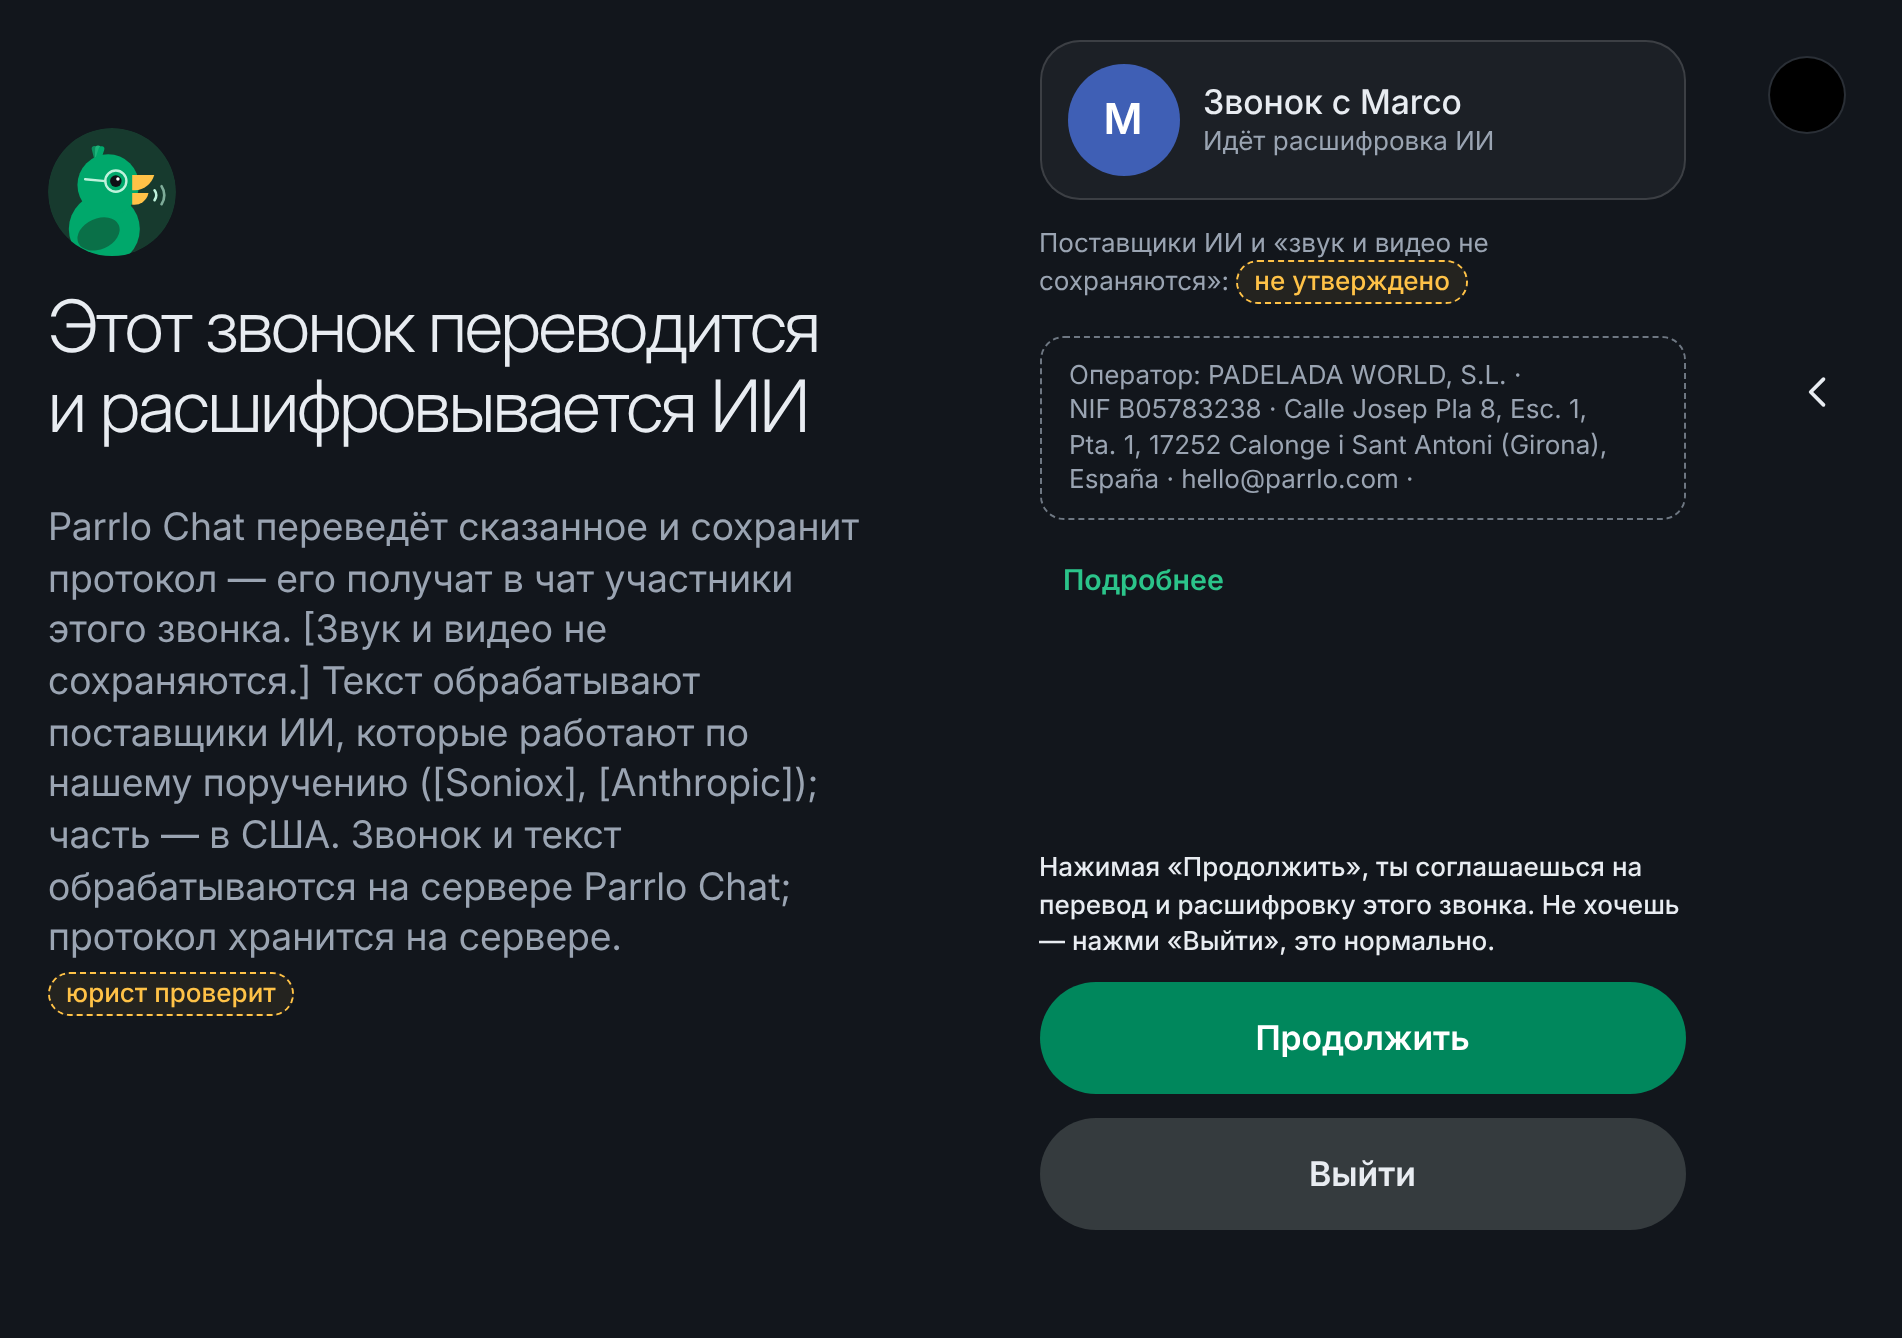 Этот звонок переводится
и расшифровывается ИИ
Parrlo Chat переведёт сказанное и сохранит
протокол — его получат в чат участники
этого звонка. [Звук и видео не
сохраняются.] Текст обрабатывают
поставщики ИИ, которые работают по
нашему поручению ([Soniox], [Anthropic]);
часть — в США. Звонок и текст
обрабатываются на сервере Parrlo Chat;
протокол хранится на сервере.
юрист проверит
M
Звонок с Marco
Идёт расшифровка ИИ
Поставщики ИИ и «звук и видео не
сохраняются»: не утверждено
Оператор: PADELADA WORLD, S.L. ·
NIF B05783238 · Calle Josep Pla 8, Esc. 1,
Pta. 1, 17252 Calonge i Sant Antoni (Girona),
España · hello@parrlo.com ·
Подробнее
Нажимая «Продолжить», ты соглашаешься на
перевод и расшифровку этого звонка. Не хочешь
— нажми «Выйти», это нормально.
Продолжить
Выйти